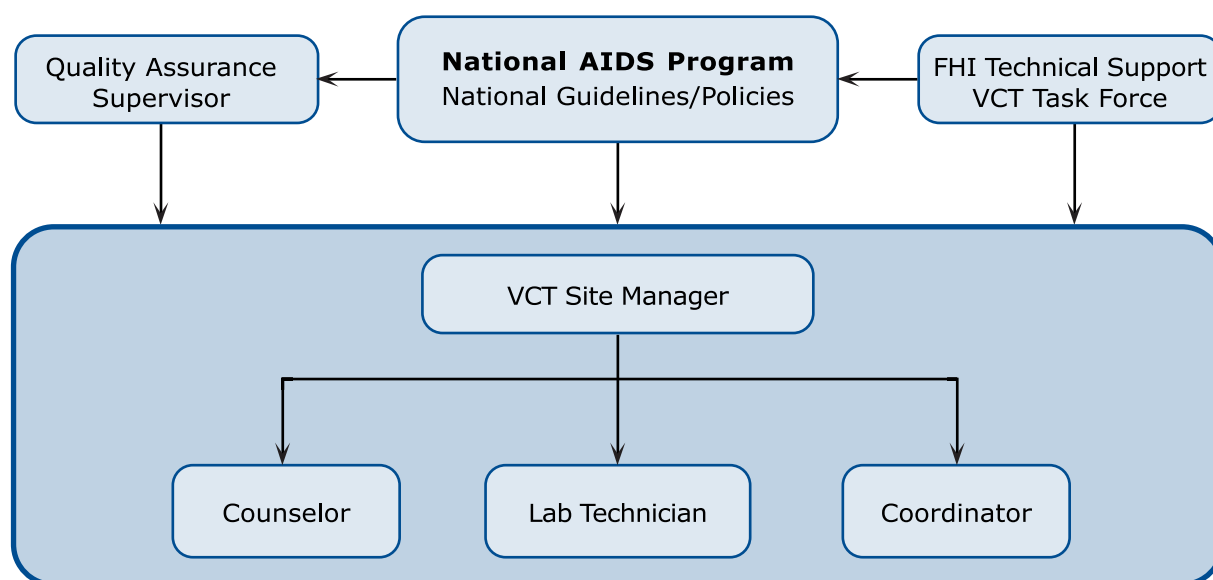 Quality Assurance
Supervisor
National AIDS Program
National Guidelines/Policies
FHI Technical Support
VCT Task Force
VCT Site Manager
Counselor
Lab Technician
Coordinator